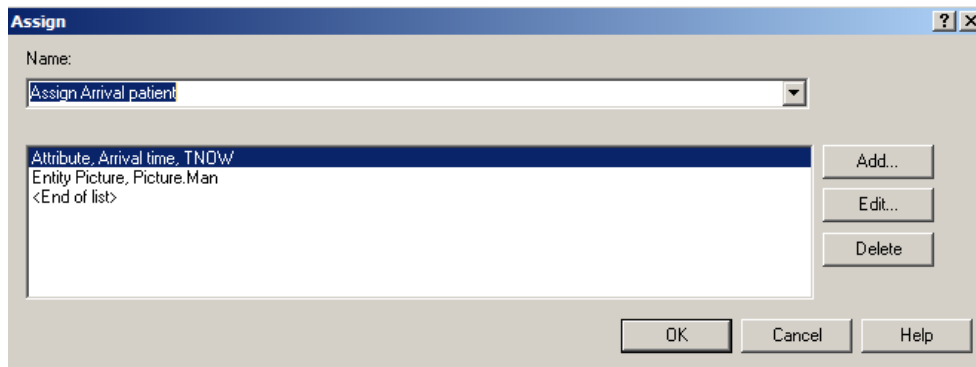 Assign
Name:
Assign Arrival patient
Attribute, Arrival time, TNOW
Entity Picture, Picture.Man
<End of list>
Add...
Edit...
Delete
OK
Cancel
Help